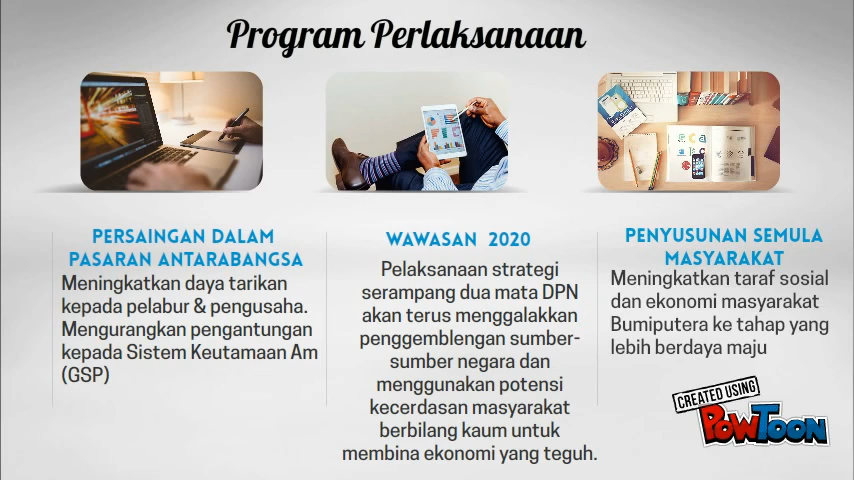 Program Perlaksanaan
PERSAINGAN DALAM
PASARAN ANTARABANGSA
Meningkatkan daya tarikan
kepada pelabur & pengusaha.
Mengurangkan pengantungan
kepada Sistem Keutamaan Am
(GSP)
WAWASAN 2020
Pelaksanaan strategi
serampang dua mata DPN
akan terus menggalakkan
penggemblengan sumber-
sumber negara dan
menggunakan potensi
kecerdasan masyarakat
berbilang kaum untuk
membina ekonomi yang teguh.
PENYUSUNAN SEMULA
MASYARAKAT
Meningkatkan taraf sosial
dan ekonomi masyarakat
Bumiputera ke tahap yang
lebih berdaya maju
CREATED USING
POWTOON